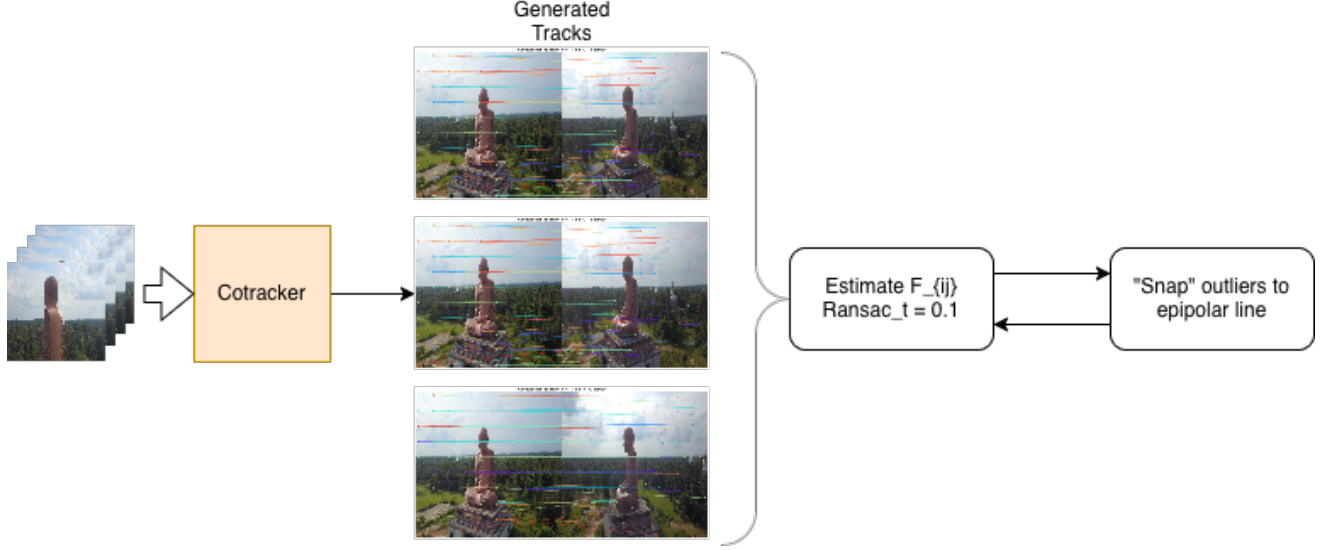 Generated
Tracks
Cotracker
Estimate F_{ij}
Ransac_t = 0.1
"Snap" outliers to
epipolar line